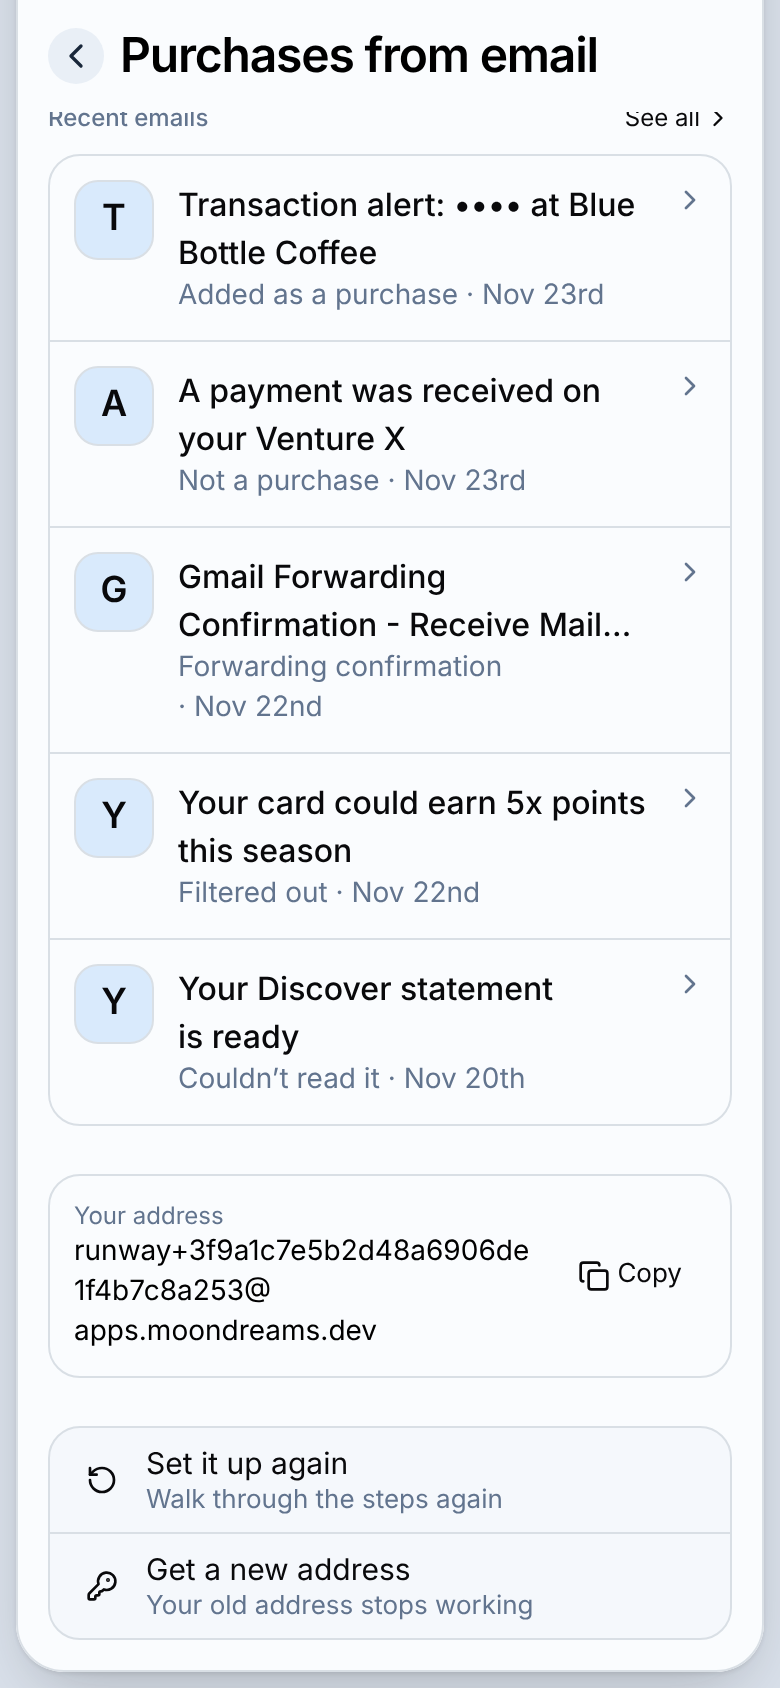 Purchases from email
Recent emails
See all
T
Transaction alert: •••• at Blue
Bottle Coffee
Added as a purchase · Nov 23rd
A
A payment was received on
your Venture X
Not a purchase · Nov 23rd
G
Gmail Forwarding
Confirmation - Receive Mail...
Forwarding confirmation
· Nov 22nd
Y
Your card could earn 5x points
this season
Filtered out · Nov 22nd
Y
Your Discover statement
is ready
Couldn’t read it · Nov 20th
Your address
runway+3f9a1c7e5b2d48a6906de
1f4b7c8a253@
apps.moondreams.dev
Copy
Set it up again
Walk through the steps again
Get a new address
Your old address stops working